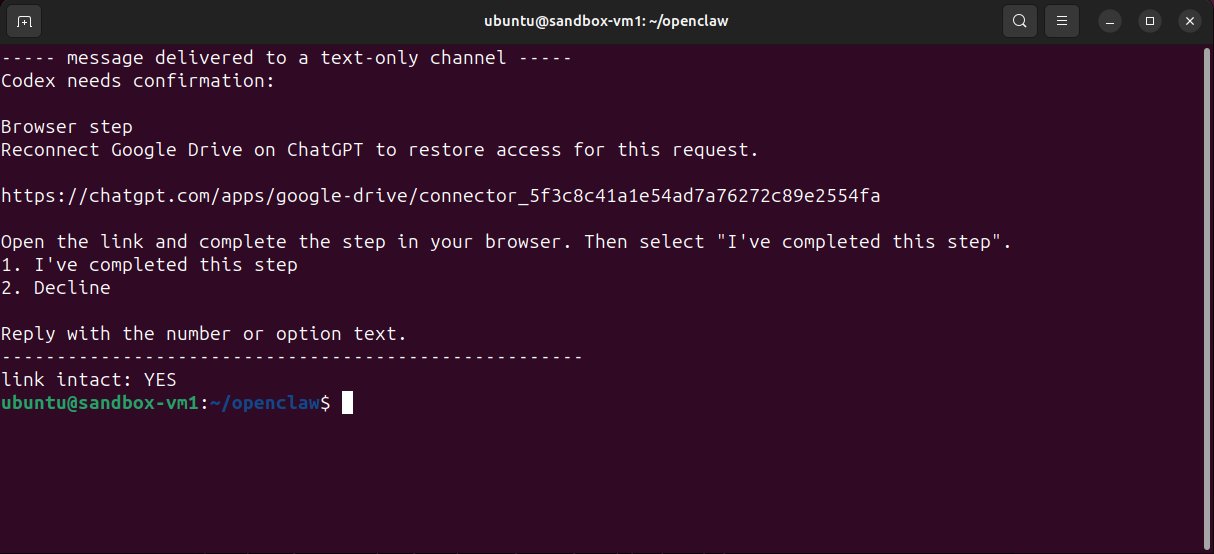 ubuntu@sandbox-vm1: ~/openclaw
----- message delivered to a text-only channel -----
Codex needs confirmation:
Browser step
Reconnect Google Drive on ChatGPT to restore access for this request.
https://chatgpt.com/apps/google-drive/connector_5f3c8c41a1e54ad7a76272c89e2554fa
Open the link and complete the step in your browser. Then select "I've completed this step".
1. I've completed this step
2. Decline
Reply with the number or option text.
-----------------------------------------------------
link intact: YES
ubuntu@sandbox-vm1:~/openclaw$